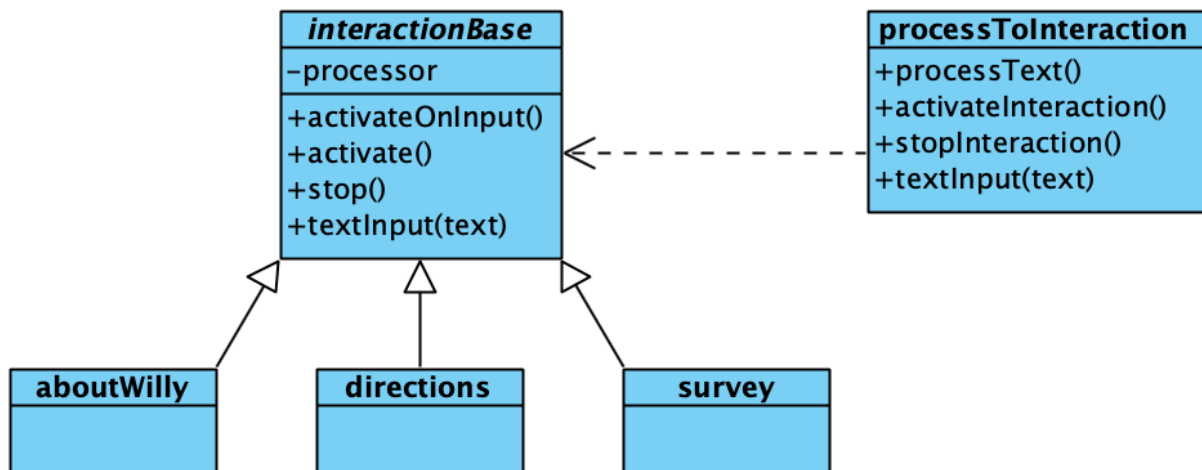 interactionBase
-processor
+activateOnInput()
+activate()
+stop()
+textInput(text)
processToInteraction
+processText()
+activateInteraction()
+stopInteraction()
+textInput(text)
aboutWilly
directions
survey